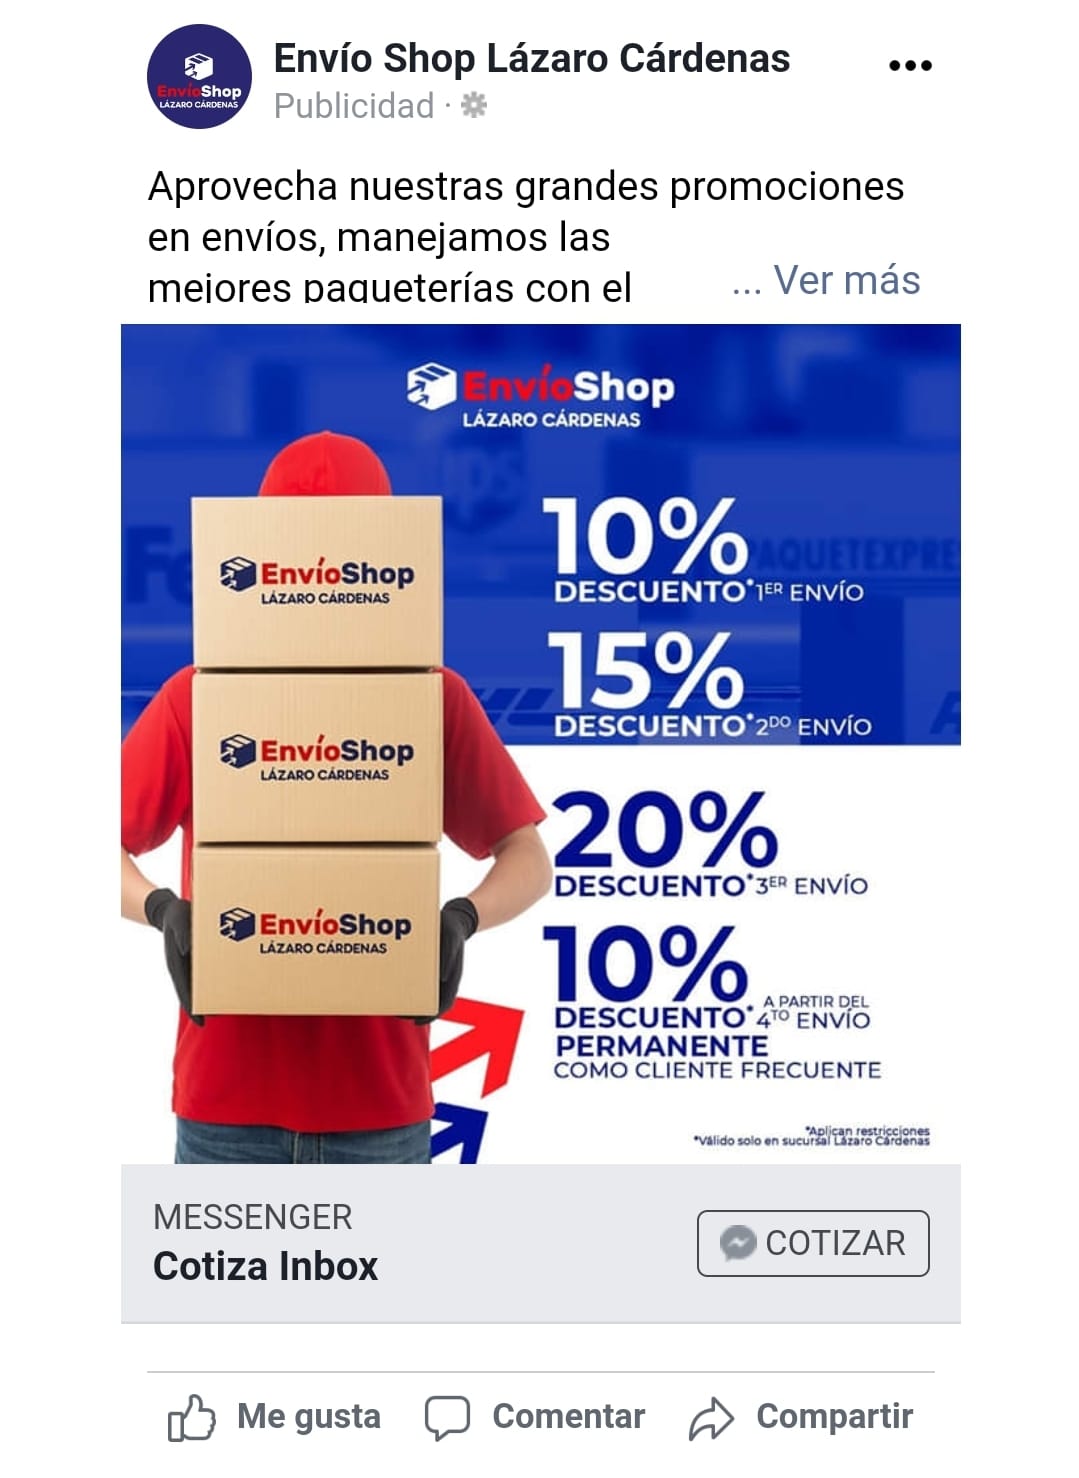 Envío Shop Lázaro Cárdenas
EnvíoShop
LÁZARO CÁRDENAS
Publicidad ·
Aprovecha nuestras grandes promociones
en envíos, manejamos las
mejores paqueterías con el
... Ver más
EnvíoShop
LÁZARO CÁRDENAS
ups
Fe
PAQUETEXPRE
EnvíoShop
LÁZARO CÁRDENAS
EnvíoShop
LÁZARO CÁRDENAS
EnvíoShop
LÁZARO CÁRDENAS
10%
DESCUENTO* 1ER ENVÍO
15%
DESCUENTO* 2DO ENVÍO
20%
DESCUENTO* 3ER ENVÍO
10%
DESCUENTO* A PARTIR DEL 4TO ENVÍO
PERMANENTE
COMO CLIENTE FRECUENTE
*Aplican restricciones
*Válido solo en sucursal Lázaro Cárdenas
MESSENGER
Cotiza Inbox
COTIZAR
Me gusta
Comentar
Compartir